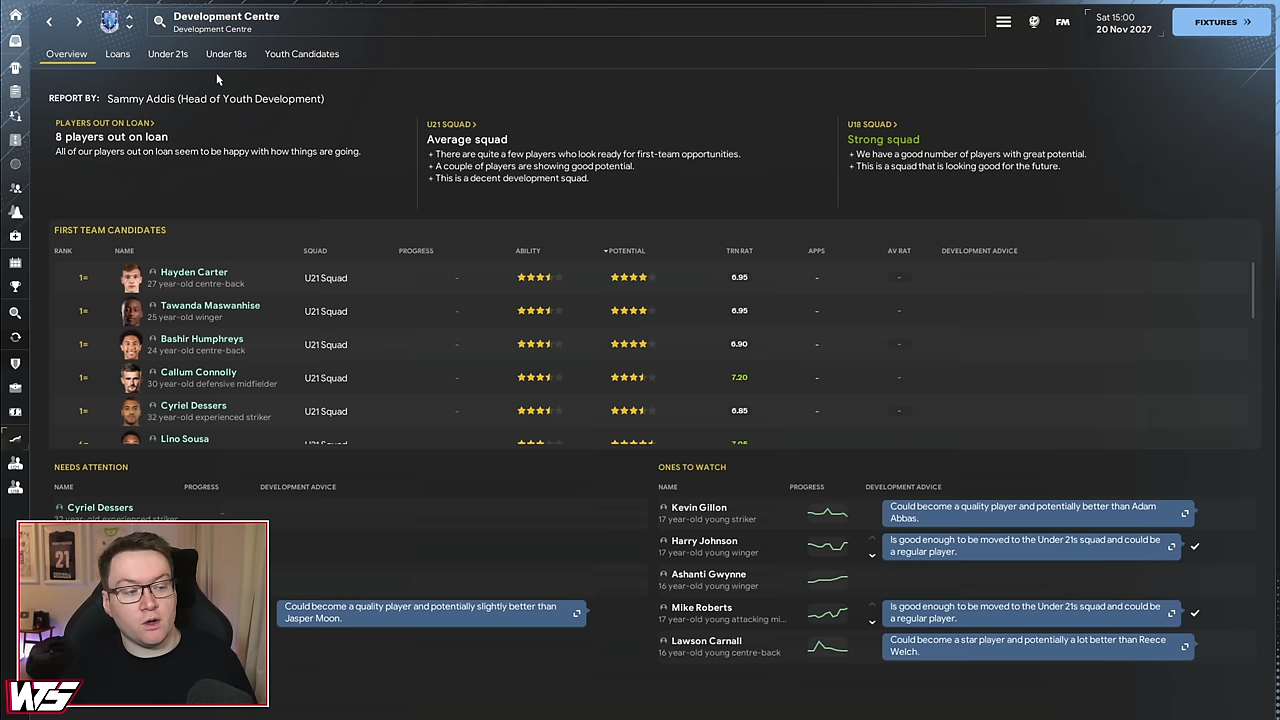 Development Centre
Development Centre
FM
Sat 15:00
20 Nov 2027
FIXTURES
Overview
Loans
Under 21s
Under 18s
Youth Candidates
REPORT BY: Sammy Addis (Head of Youth Development)
PLAYERS OUT ON LOAN >
8 players out on loan
All of our players out on loan seem to be happy with how things are going.
U21 SQUAD >
Average squad
+ There are quite a few players who look ready for first-team opportunities.
+ A couple of players are showing good potential.
+ This is a decent development squad.
U18 SQUAD >
Strong squad
+ We have a good number of players with great potential.
+ This is a squad that is looking good for the future.
FIRST TEAM CANDIDATES
RANK NAME SQUAD PROGRESS ABILITY POTENTIAL TRN RAT APPS AV RAT DEVELOPMENT ADVICE
1= Hayden Carter U21 Squad - 6.95 - -
27 year-old centre-back
1= Tawanda Maswanhise U21 Squad - 6.95 - -
25 year-old winger
1= Bashir Humphreys U21 Squad - 6.90 - -
24 year-old centre-back
1= Callum Connolly U21 Squad - 7.20 - -
30 year-old defensive midfielder
1= Cyriel Dessers U21 Squad - 6.85 - -
32 year-old experienced striker
Lino Sousa U21 Squad
NEEDS ATTENTION
NAME PROGRESS DEVELOPMENT ADVICE
Cyriel Dessers
32 year-old experienced striker
Could become a quality player and potentially slightly better than
Jasper Moon.
ONES TO WATCH
NAME PROGRESS DEVELOPMENT ADVICE
Kevin Gillon
17 year-old young striker
Could become a quality player and potentially better than Adam
Abbas.
Harry Johnson
17 year-old young winger
Is good enough to be moved to the Under 21s squad and could be
a regular player.
Ashanti Gwynne
16 year-old young winger
Mike Roberts
17 year-old young attacking mi...
Is good enough to be moved to the Under 21s squad and could be
a regular player.
Lawson Carnall
16 year-old young centre-back
Could become a star player and potentially a lot better than Reece
Welch.
21
WTS